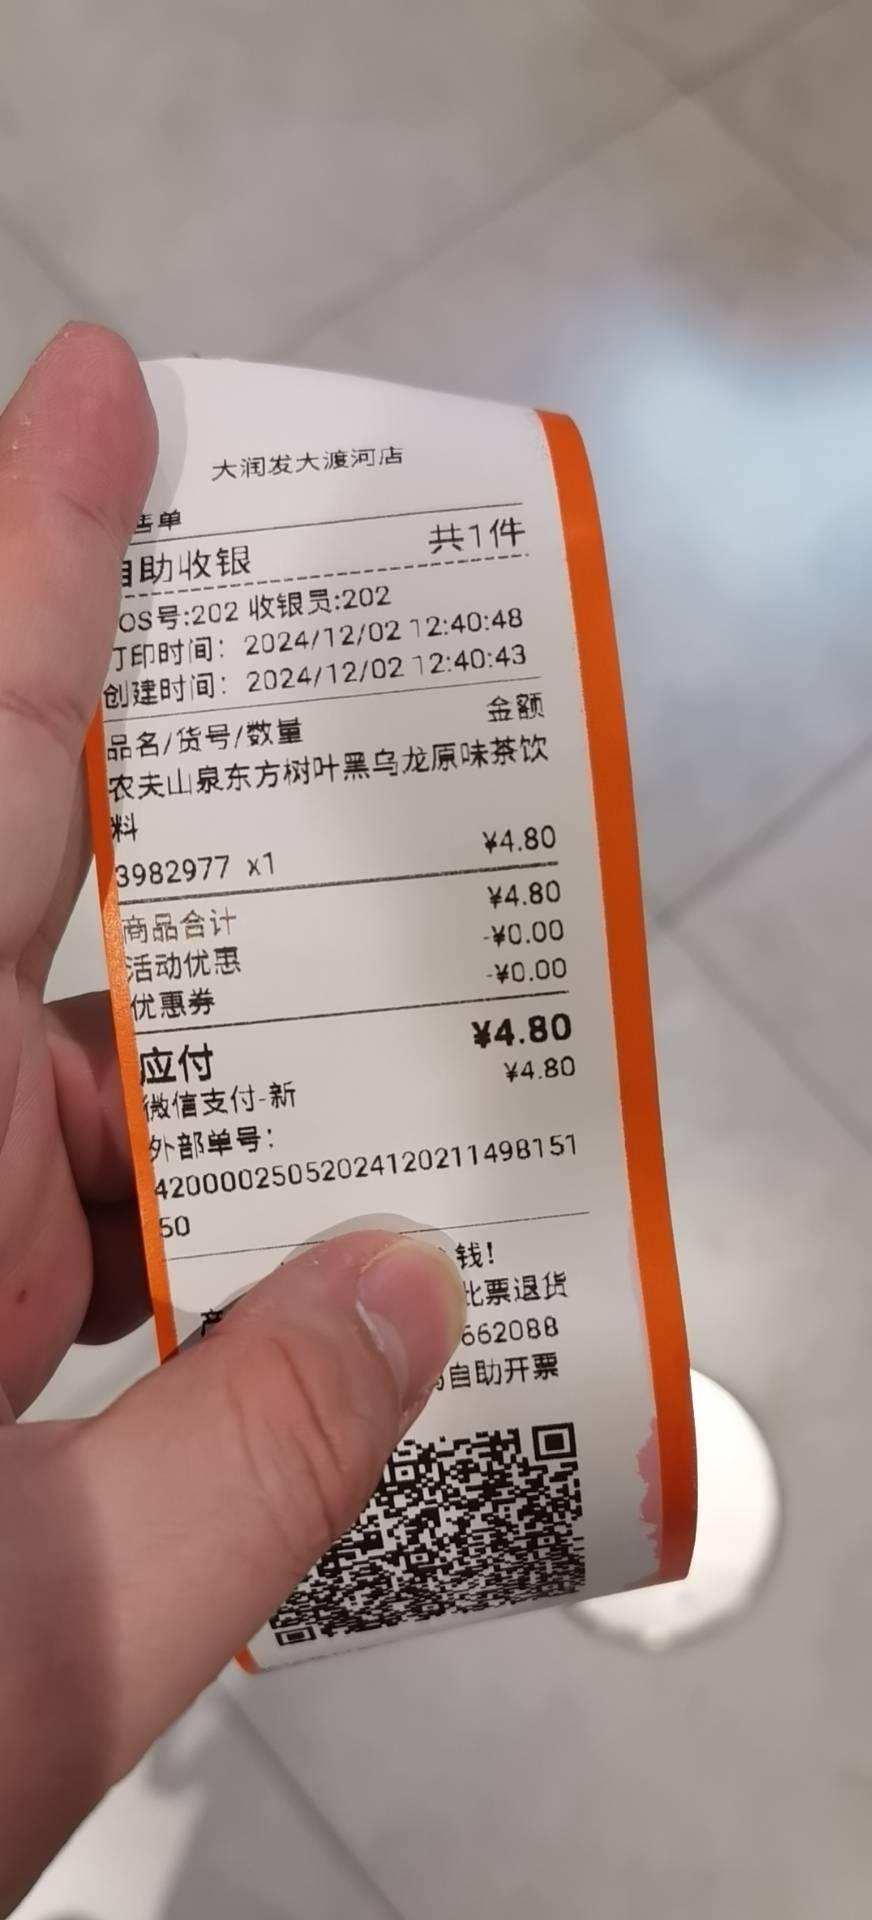 大润发大渡河店
售单
自助收银 共1件
OS号:202 收银员:202
打印时间：2024/12/02 12:40:48
创建时间：2024/12/02 12:40:43
品名/货号/数量 金额
农夫山泉东方树叶黑乌龙原味茶饮
料
3982977 x1 ¥4.80
商品合计 ¥4.80
活动优惠 -¥0.00
优惠券 -¥0.00
应付 ¥4.80
微信支付-新 ¥4.80
外部单号：
42000025052024120211498151
50
钱!
此票退货
662088
码自助开票